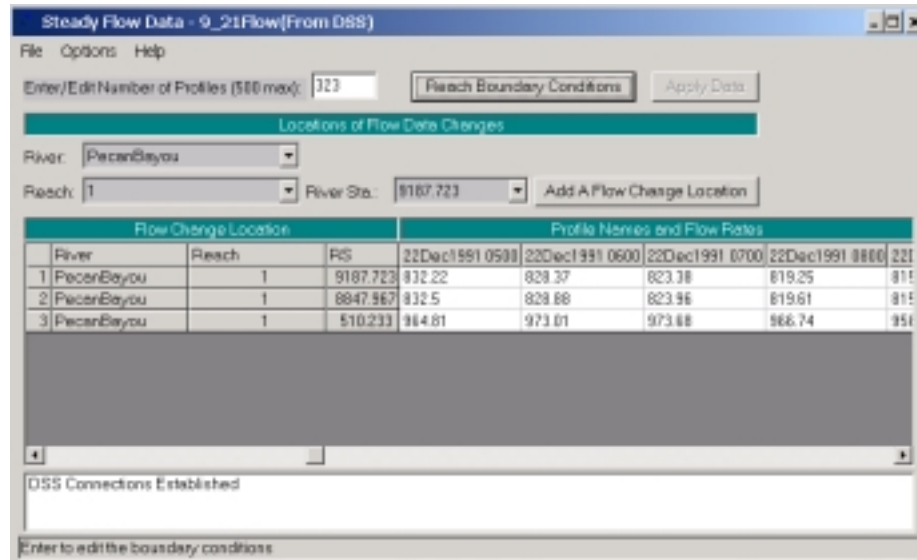 Steady Flow Data - 9_21Flow(From DSS)
File Options Help
Enter/Edit Number of Profiles (500 max): 323 Reach Boundary Conditions Apply Data
Locations of Flow Data Changes
River: PecanBayou
Reach: 1 River Sta.: 9187.723 Add A Flow Change Location
Flow Change Location Profile Names and Flow Rates
River Reach RS 22Dec1991 0500 22Dec1991 0600 22Dec1991 0700 22Dec1991 0800 22D
1 PecanBayou 1 9187.723 832.22 828.37 823.38 819.25
2 PecanBayou 1 8847.967 832.5 828.88 823.96 819.61
3 PecanBayou 1 510.233 964.81 973.01 973.68 966.74
DSS Connections Established
Enter to edit the boundary conditions